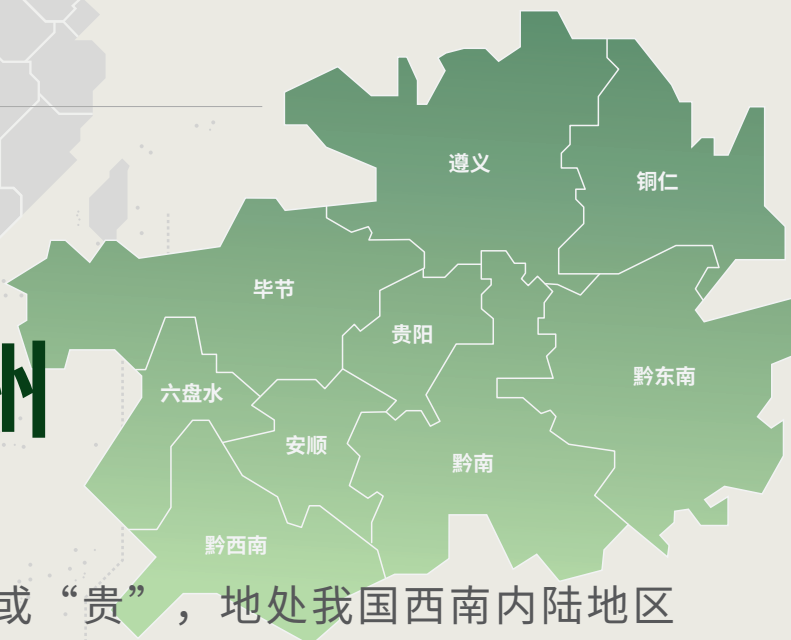 遵义
铜仁
毕节
贵阳
州
黔东南
六盘水
安顺
黔南
黔西南
或“贵”，地处我国西南内陆地区